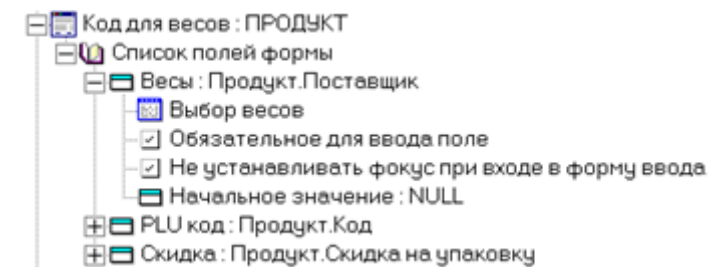 Код для весов : ПРОДУКТ
Список полей формы
Весы : Продукт.Поставщик
Выбор весов
Обязательное для ввода поле
Не устанавливать фокус при входе в форму ввода
Начальное значение : NULL
PLU код : Продукт.Код
Скидка : Продукт.Скидка на упаковку